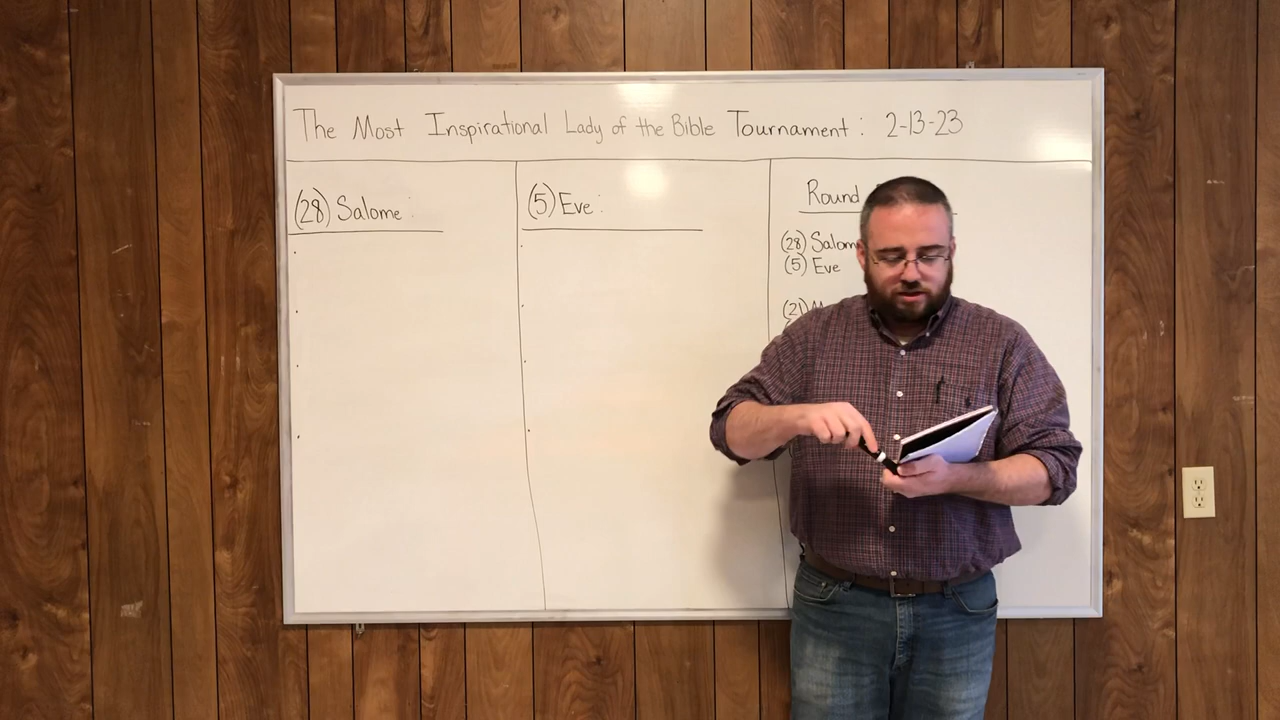 The Most Inspirational Lady of the Bible Tournament: 2-13-23
(28) Salome:
(5) Eve:
Round
(28) Salom
(5) Eve
(21)